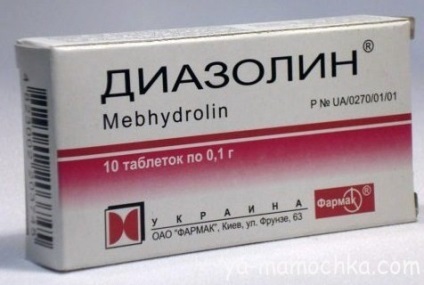 ДИАЗОЛИН®
Mebhydrolin
P № UA/0270/01/01
10 таблеток по 0,1 г
УКРАИНА
ОАО "ФАРМАК", Киев, ул. Фрунзе, 63
Фармак®
ya-mamochka.com